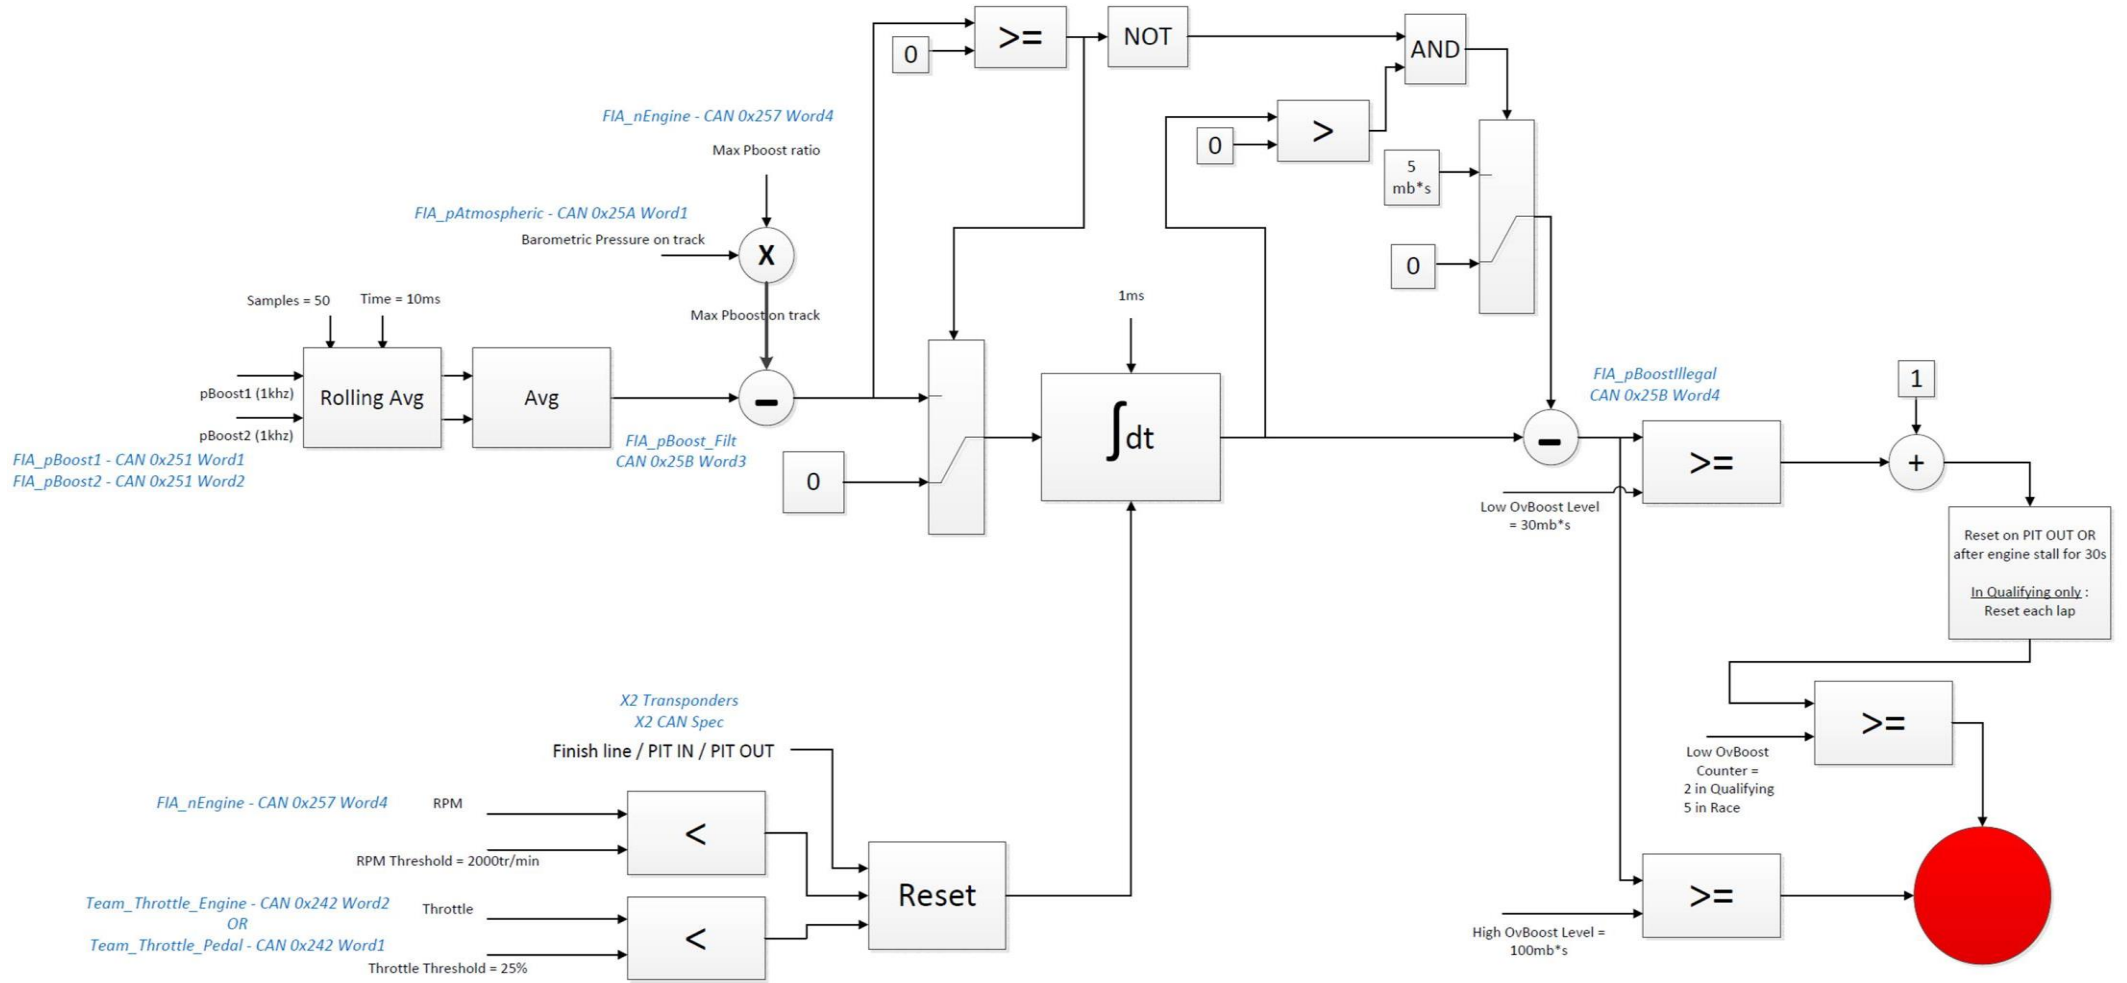 >=
NOT
AND
0
FIA_nEngine - CAN 0x257 Word4
>
0
Max Pboost ratio
5
mb*s
FIA_pAtmospheric - CAN 0x25A Word1
Barometric Pressure on track
X
0
Samples = 50
Time = 10ms
1ms
Max Pboost on track
pBoost1 (1khz)
pBoost2 (1khz)
Rolling Avg
Avg
-
FIA_pBoost1 - CAN 0x251 Word1
FIA_pBoost2 - CAN 0x251 Word2
FIA_pBoost_Filt
CAN 0x25B Word3
0
∫dt
-
FIA_pBoostIllegal
CAN 0x25B Word4
>=
1
+
Low OvBoost Level
= 30mb*s
Reset on PIT OUT OR
after engine stall for 30s
In Qualifying only :
Reset each lap
X2 Transponders
X2 CAN Spec
Finish line / PIT IN / PIT OUT
>=
Low OvBoost
Counter =
2 in Qualifying
5 in Race
FIA_nEngine - CAN 0x257 Word4
RPM
<
RPM Threshold = 2000tr/min
Reset
Team_Throttle_Engine - CAN 0x242 Word2
OR
Team_Throttle_Pedal - CAN 0x242 Word1
Throttle
<
Throttle Threshold = 25%
>=
High OvBoost Level =
100mb*s